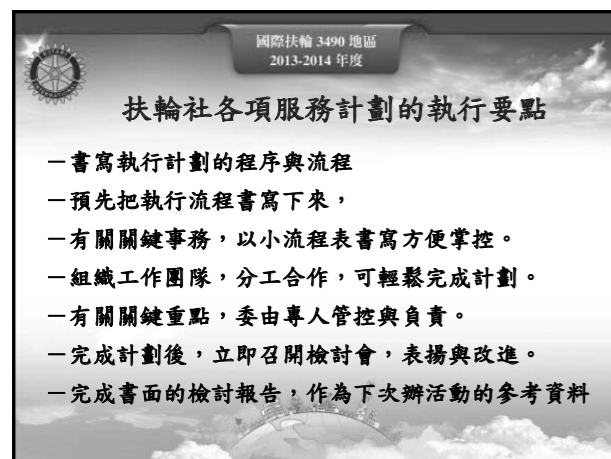 國際扶輪 3490 地區
2013-2014 年度
扶輪社各項服務計劃的執行要點
－書寫執行計劃的程序與流程
－預先把執行流程書寫下來，
－有關關鍵事務，以小流程表書寫方便掌控。
－組織工作團隊，分工合作，可輕鬆完成計劃。
－有關關鍵重點，委由專人管控與負責。
－完成計劃後，立即召開檢討會，表揚與改進。
－完成書面的檢討報告，作為下次辦活動的參考資料